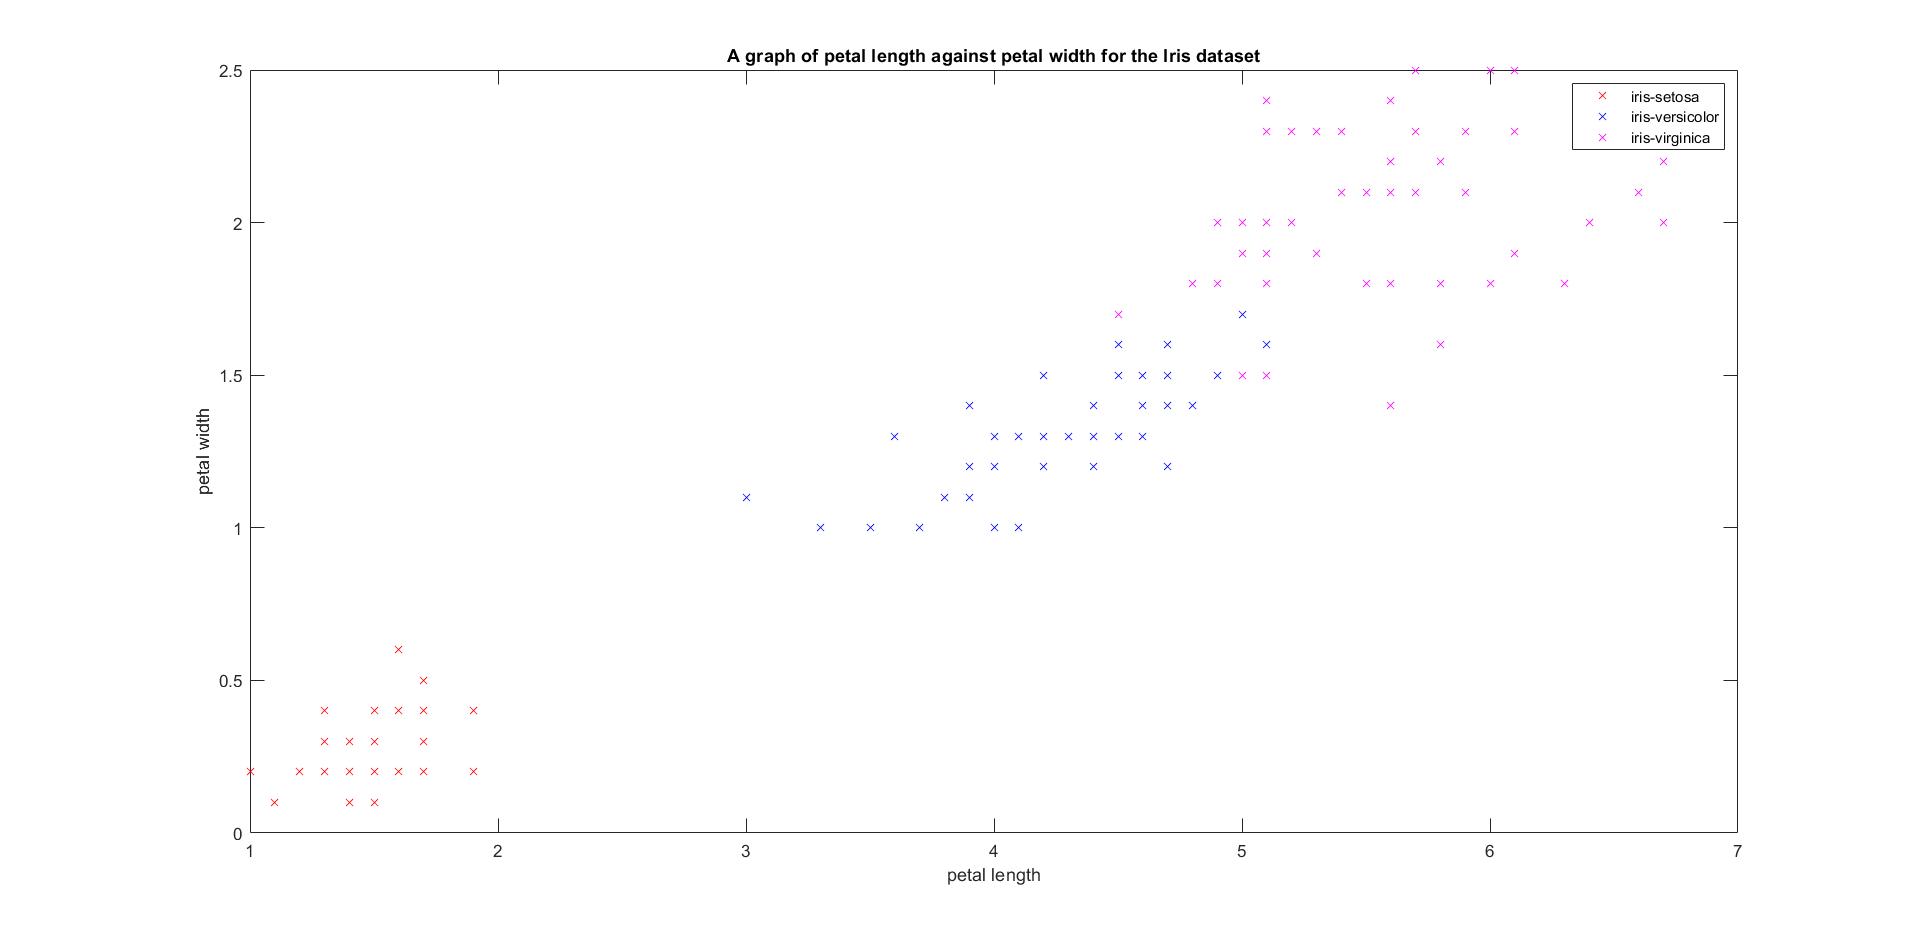 A graph of petal length against petal width for the Iris dataset
2.5
iris-setosa
iris-versicolor
iris-virginica
2
1.5
petal width
1
0.5
0
1 2 3 4 5 6 7
petal length